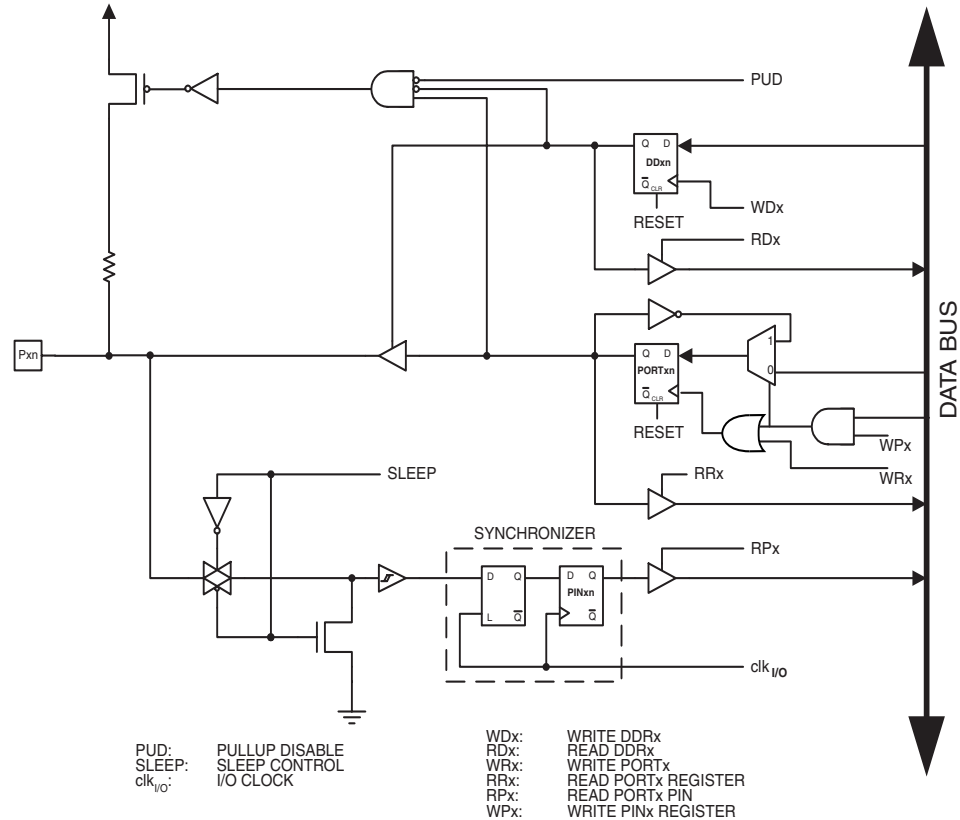 PUD
Q D
DDxn
Q CLR
WDx
RESET
RDx
Pxn
1
Q D
PORTxn
0
Q CLR
RESET
WPx
WRx
DATA BUS
SLEEP
RRx
SYNCHRONIZER
RPx
D Q
D Q
PINxn
L Q
Q
clk I/O
PUD: PULLUP DISABLE
SLEEP: SLEEP CONTROL
clk I/O: I/O CLOCK
WDx: WRITE DDRx
RDx: READ DDRx
WRx: WRITE PORTx
RRx: READ PORTx REGISTER
RPx: READ PORTx PIN
WPx: WRITE PINx REGISTER